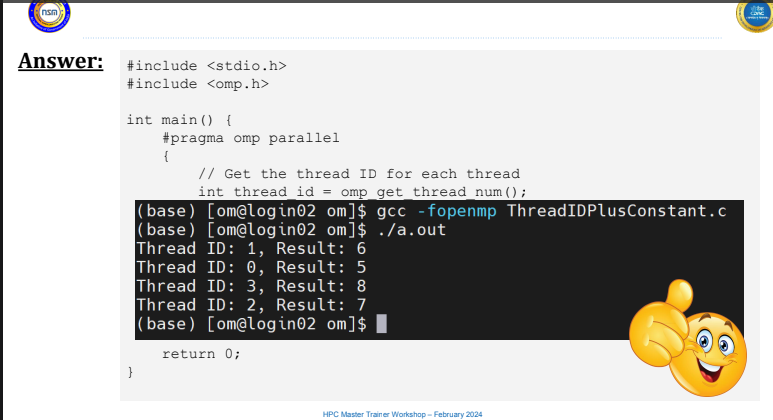 nsm
Answer:
#include <stdio.h>
#include <omp.h>
int main() {
#pragma omp parallel
{
// Get the thread ID for each thread
int thread_id = omp_get_thread_num();
(base) [om@login02 om]$ gcc -fopenmp ThreadIDPlusConstant.c
(base) [om@login02 om]$ ./a.out
Thread ID: 1, Result: 6
Thread ID: 0, Result: 5
Thread ID: 3, Result: 8
Thread ID: 2, Result: 7
(base) [om@login02 om]$
return 0;
}
HPC Master Trainer Workshop – February 2024